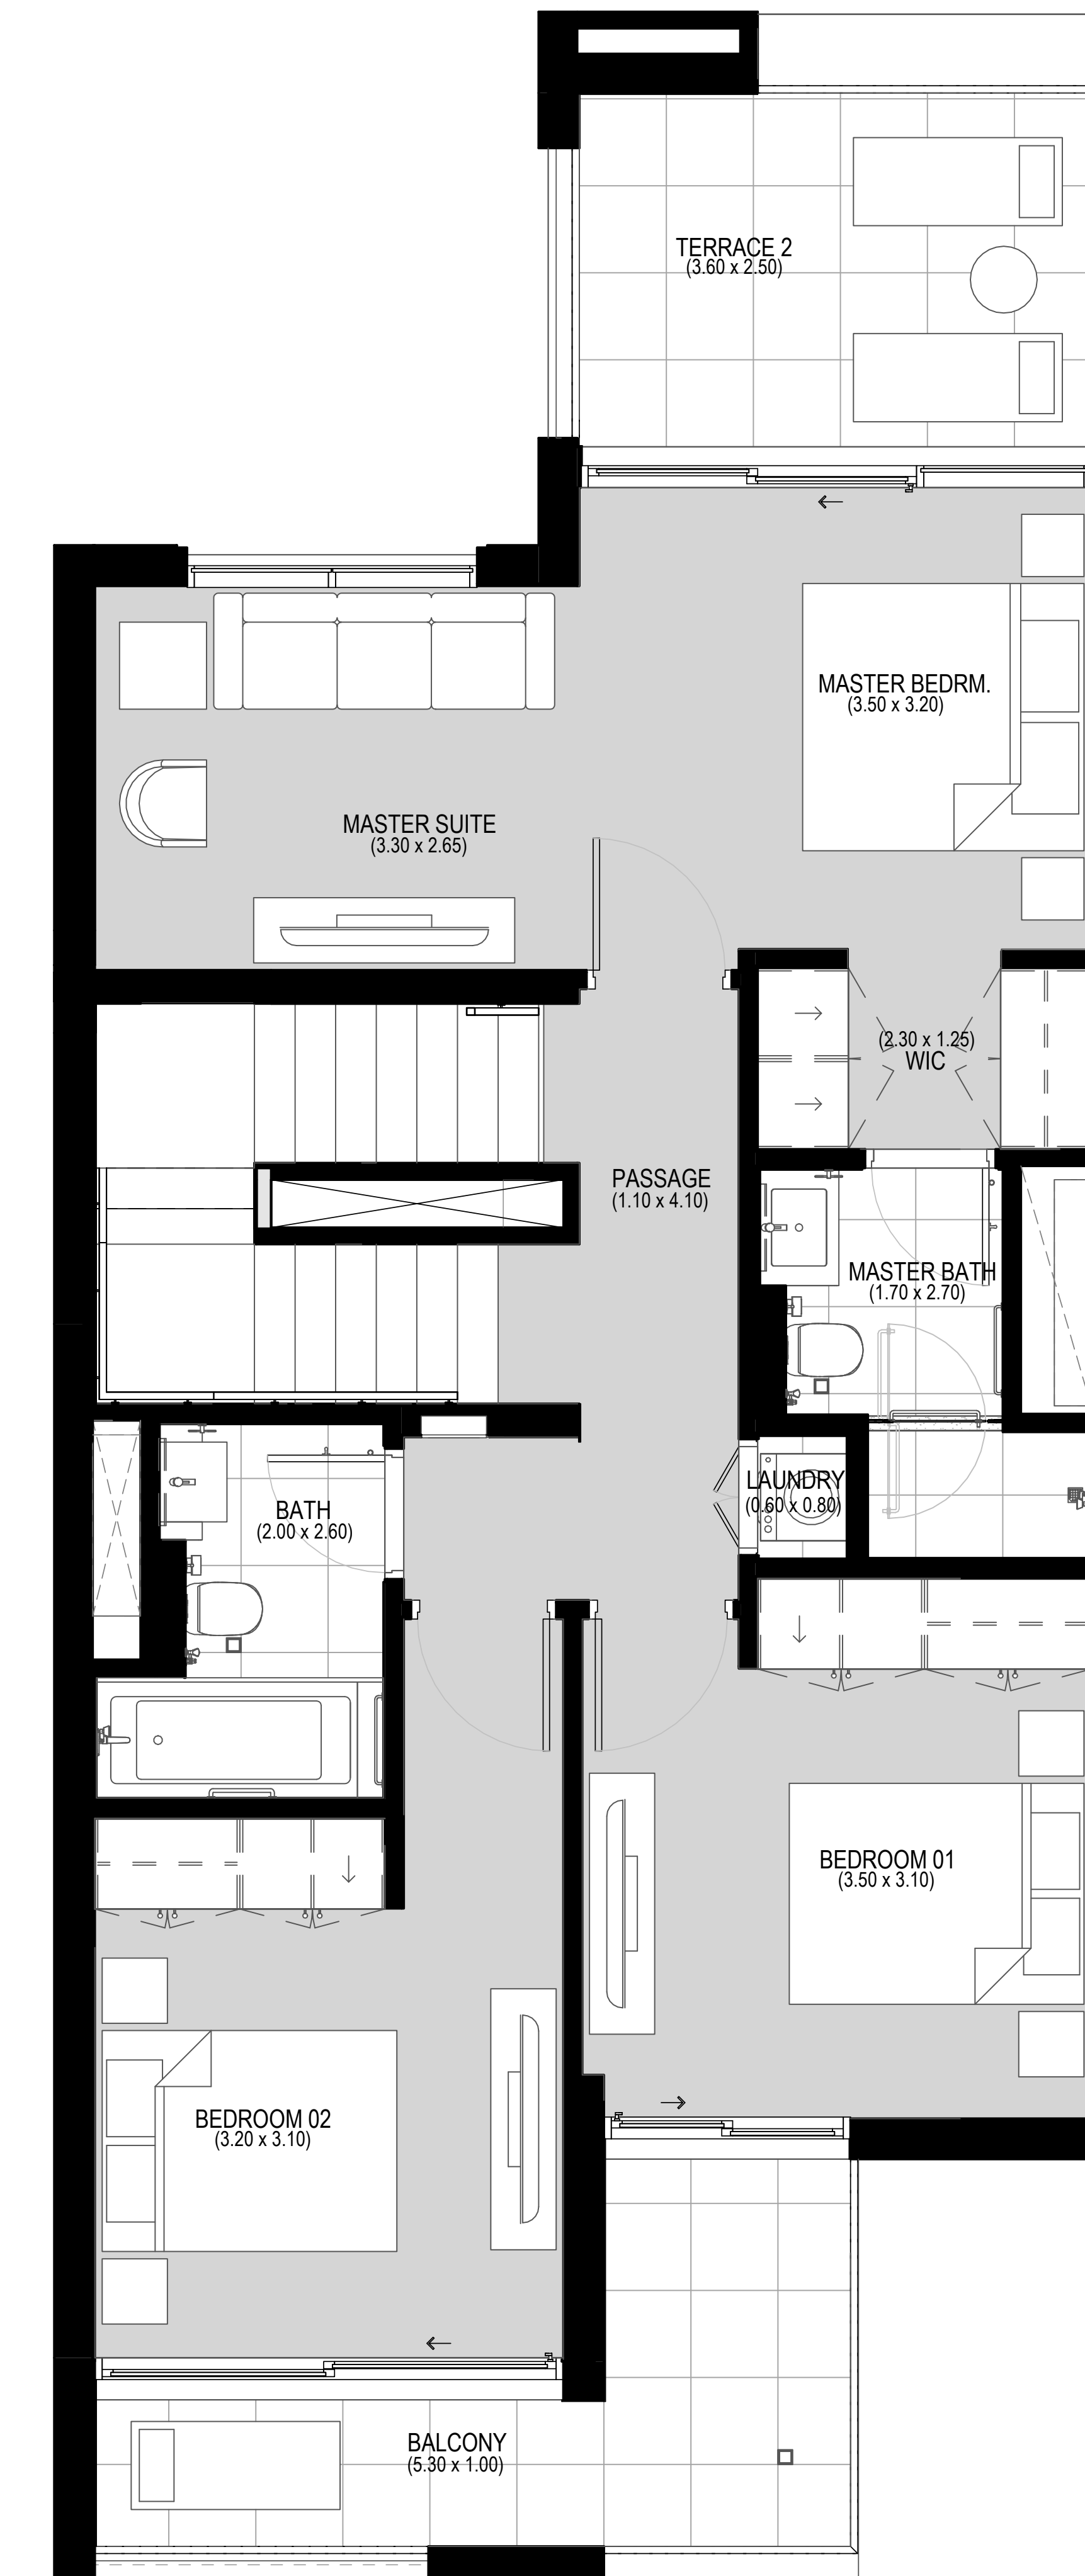 TERRACE 2
(3.60 x 2.50)
MASTER BEDRM.
(3.50 x 3.20)
MASTER SUITE
(3.30 x 2.65)
(2.30 x 1.25)
WIC
PASSAGE
(1.10 x 4.10)
MASTER BATH
(1.70 x 2.70)
LAUNDRY
(0.60 x 0.80)
BATH
(2.00 x 2.60)
BEDROOM 01
(3.50 x 3.10)
BEDROOM 02
(3.20 x 3.10)
BALCONY
(5.30 x 1.00)